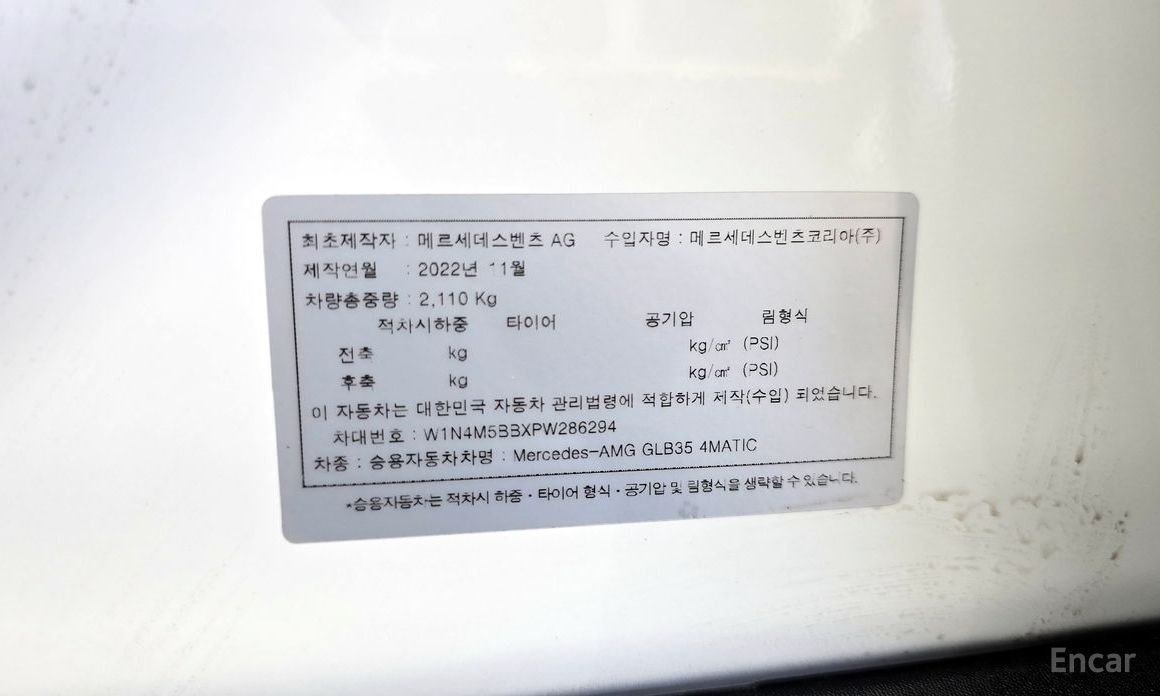 최초제작자 : 메르세데스벤츠 AG 수입자명 : 메르세데스벤츠코리아(주)
제작연월 : 2022년 11월
차량총중량 : 2,110 Kg
적차시하중 타이어 공기압 림형식
전축 kg kg/㎠ (PSI)
후축 kg kg/㎠ (PSI)
이 자동차는 대한민국 자동차 관리법령에 적합하게 제작(수입) 되었습니다.
차대번호 : W1N4M5BBXPW286294
차종 : 승용자동차차명 : Mercedes-AMG GLB35 4MATIC
*승용자동차는 적차시 하중·타이어 형식·공기압 및 림형식을 생략할 수 있습니다.
Encar